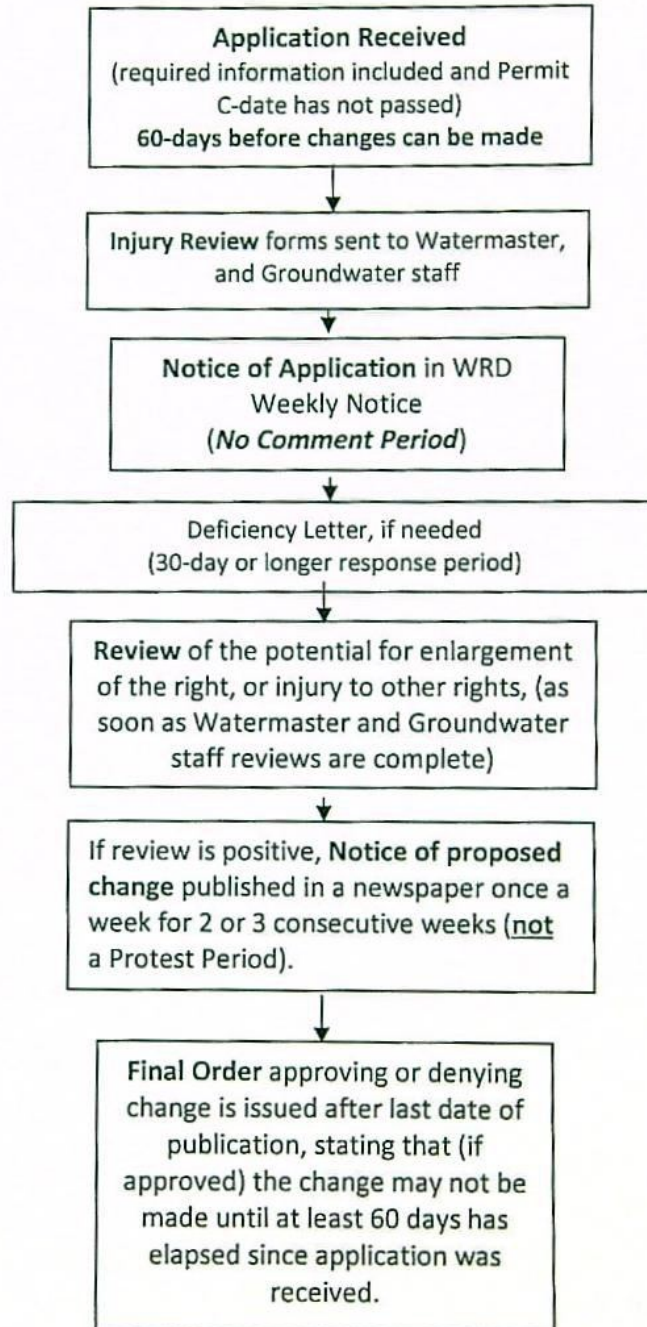 Application Received
(required information included and Permit
C-date has not passed)
60-days before changes can be made
Injury Review forms sent to Watermaster,
and Groundwater staff
Notice of Application in WRD
Weekly Notice
(No Comment Period)
Deficiency Letter, if needed
(30-day or longer response period)
Review of the potential for enlargement
of the right, or injury to other rights, (as
soon as Watermaster and Groundwater
staff reviews are complete)
If review is positive, Notice of proposed
change published in a newspaper once a
week for 2 or 3 consecutive weeks (not
a Protest Period).
Final Order approving or denying
change is issued after last date of
publication, stating that (if
approved) the change may not be
made until at least 60 days has
elapsed since application was
received.